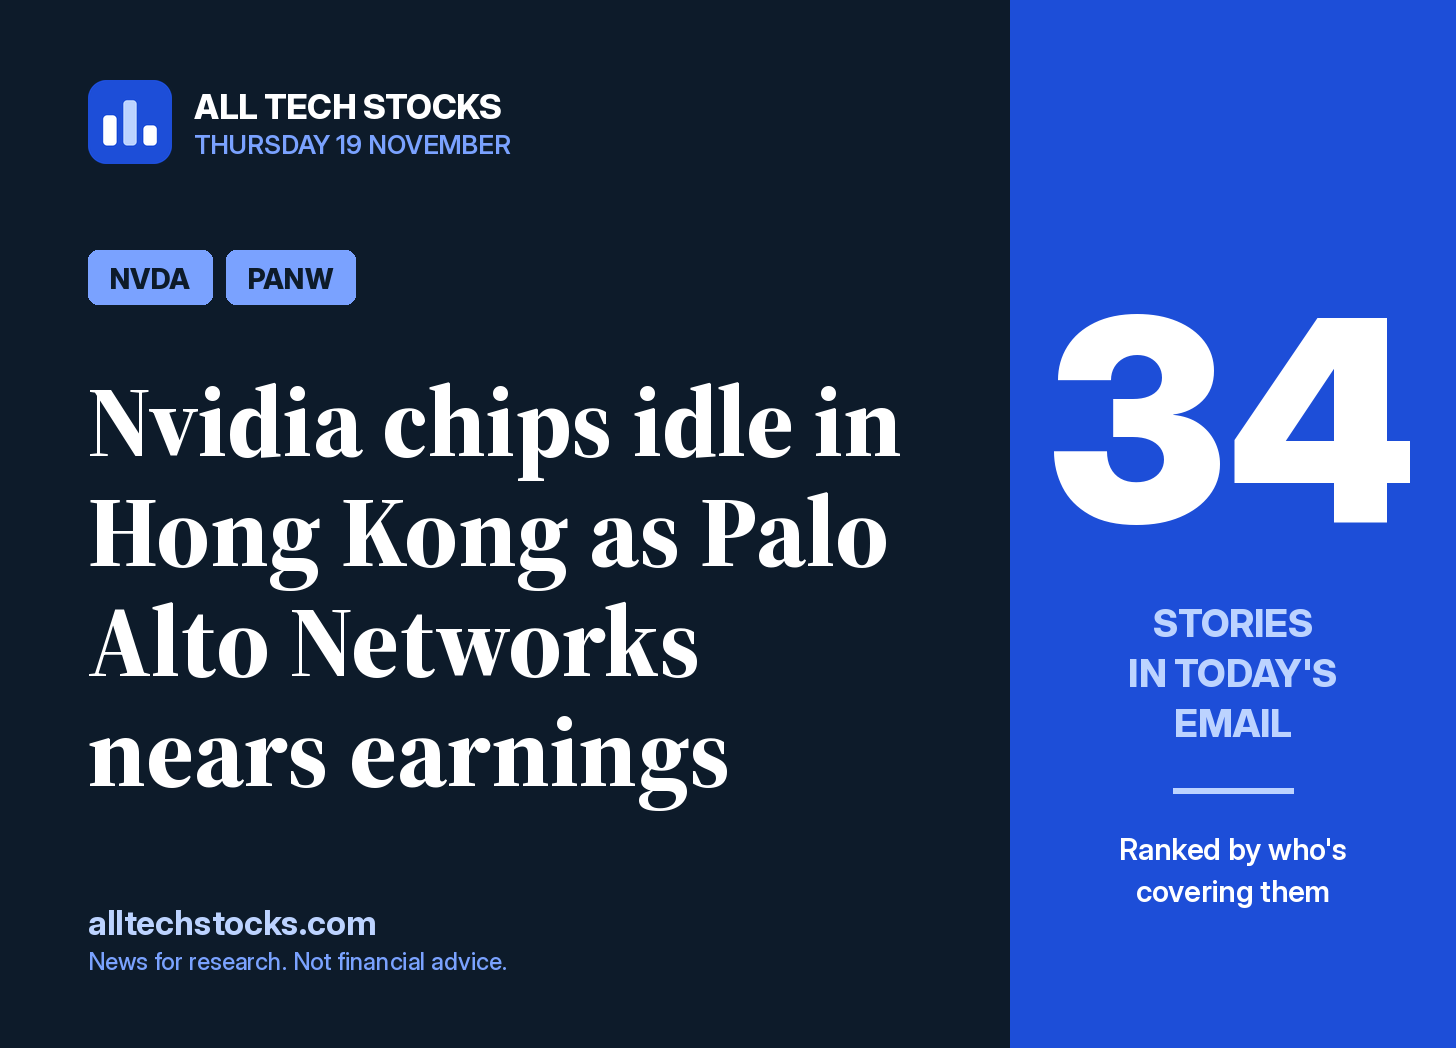 ALL TECH STOCKS
THURSDAY 19 NOVEMBER
NVDA PANW
Nvidia chips idle in
Hong Kong as Palo
Alto Networks
nears earnings
alltechstocks.com
News for research. Not financial advice.
34
STORIES
IN TODAY'S
EMAIL
Ranked by who's
covering them